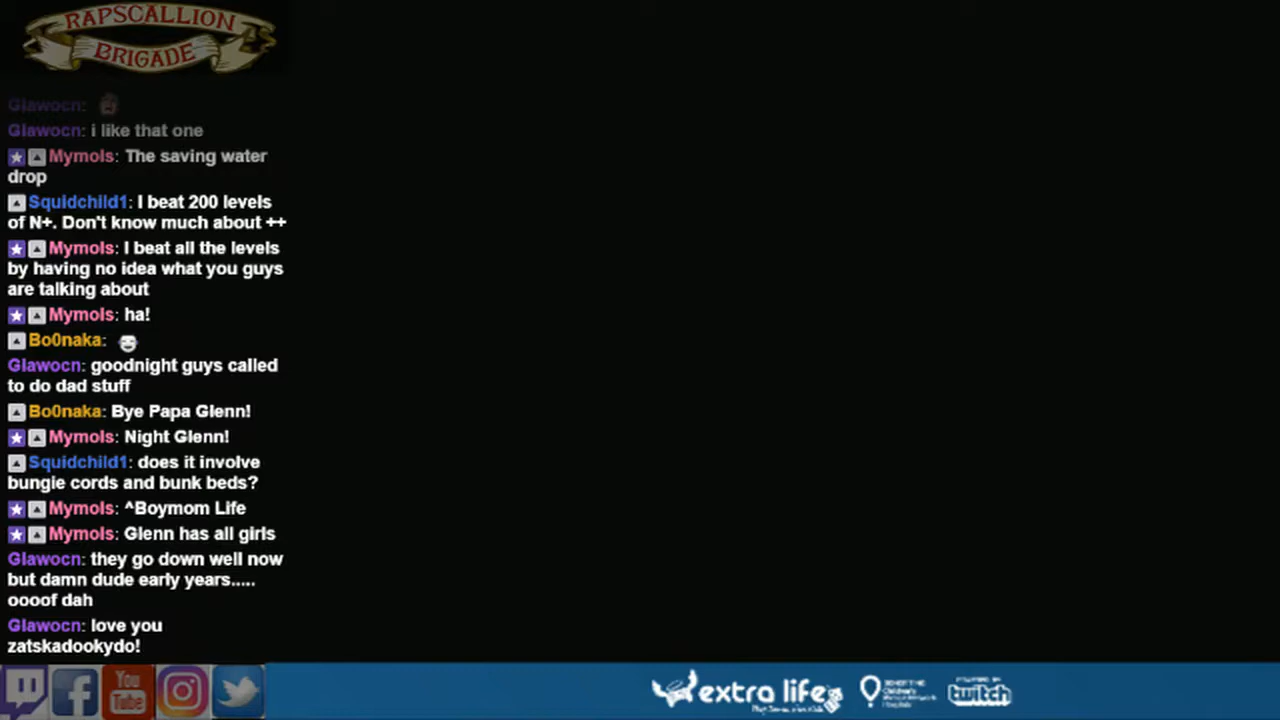 RAPSCALLION
BRIGADE
Glawocn:
Glawocn: i like that one
Mymols: The saving water
drop
Squidchild1: I beat 200 levels
of N+. Don't know much about ++
Mymols: I beat all the levels
by having no idea what you guys
are talking about
Mymols: ha!
Bo0naka:
Glawocn: goodnight guys called
to do dad stuff
Bo0naka: Bye Papa Glenn!
Mymols: Night Glenn!
Squidchild1: does it involve
bungie cords and bunk beds?
Mymols: ^Boymom Life
Mymols: Glenn has all girls
Glawocn: they go down well now
but damn dude early years.....
oooof dah
Glawocn: love you
zatskadookydo!
You
Tube
extra life
twitch